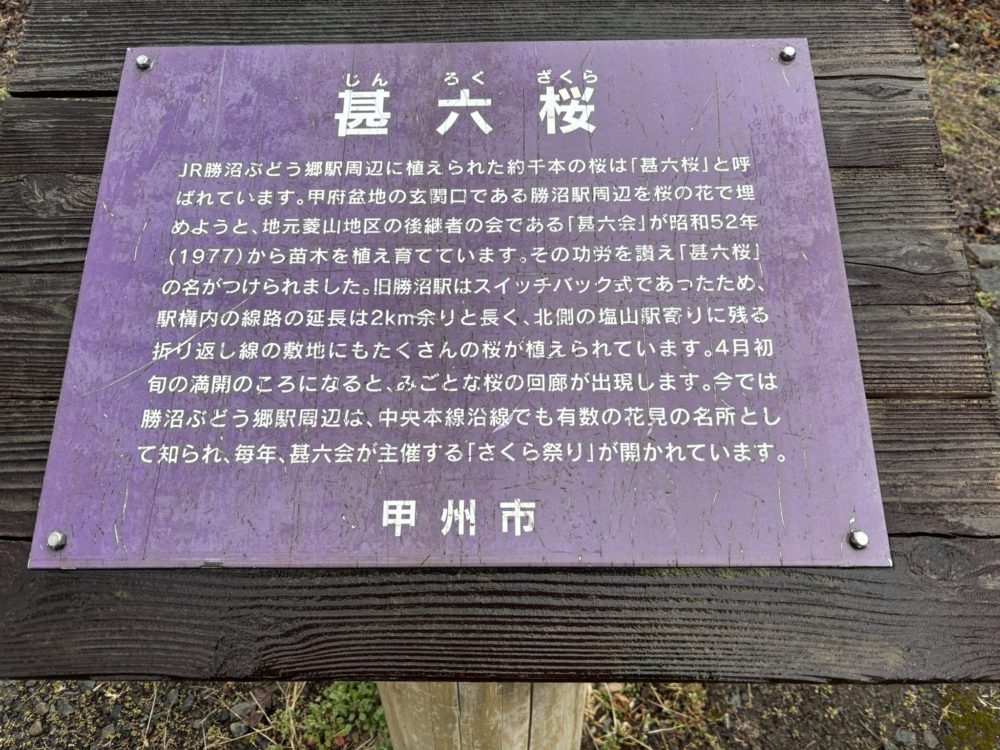 じん ろく ざくら
甚六桜
JR勝沼ぶどう郷駅周辺に植えられた約千本の桜は「甚六桜」と呼
ばれています。甲府盆地の玄関口である勝沼駅周辺を桜の花で埋
めようと、地元菱山地区の後継者の会である「甚六会」が昭和52年
(1977)から苗木を植え育てています。その功労を讃え「甚六桜」
の名がつけられました。旧勝沼駅はスイッチバック式であったため、
駅構内の線路の延長は2km余りと長く、北側の塩山駅寄りに残る
折り返し線の敷地にもたくさんの桜が植えられています。4月初
旬の満開のころになると、みごとな桜の回廊が出現します。今では
勝沼ぶどう郷駅周辺は、中央本線沿線でも有数の花見の名所とし
て知られ、毎年、甚六会が主催する「さくら祭り」が開かれています。
甲州市